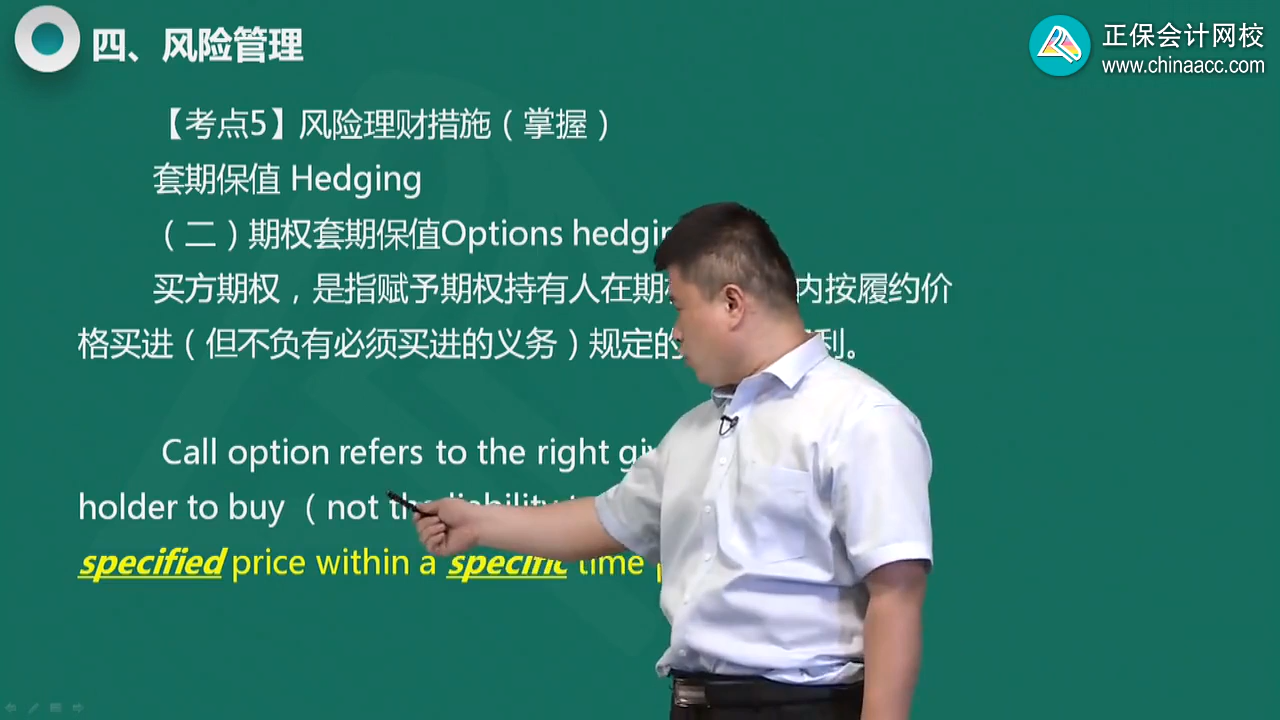 四、风险管理
正保会计网校
www.chinaacc.com
【考点5】风险理财措施（掌握）
套期保值 Hedging
（二）期权套期保值Options
买方期权，是指赋予期权持有人在期 内按履约价
格买进（但不负有必须买进的义务）规定的 利。
Call option refers to the right
holder to buy （not
specified price within a specific time